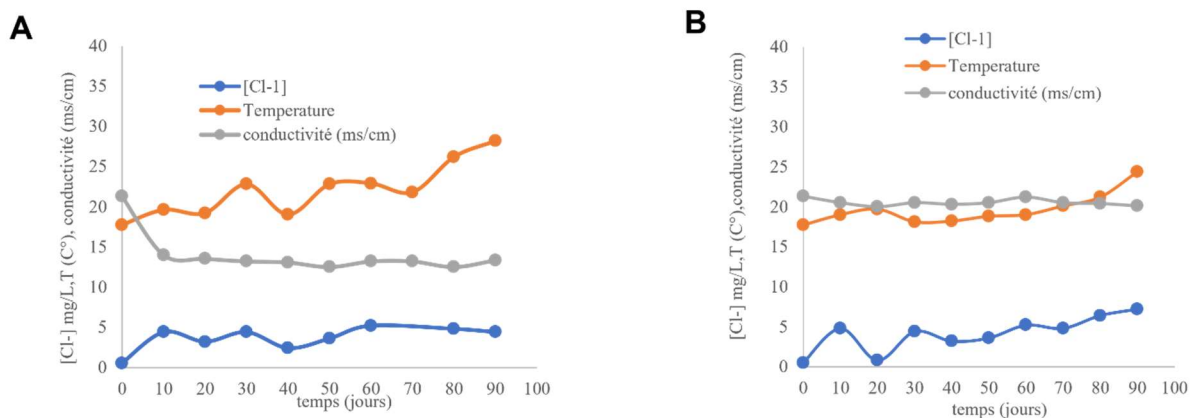 A
[Cl-] mg/L,T (C°), conductivité (ms/cm)
40
35
30
25
20
15
10
5
0
[Cl-1]
Temperature
conductivité (ms/cm)
0 10 20 30 40 50 60 70 80 90 100
temps (jours)
B
[Cl-] mg/L,T (C°),conductivité (ms/cm)
40
35
30
25
20
15
10
5
0
[Cl-1]
Temperature
conductivité (ms/cm)
0 10 20 30 40 50 60 70 80 90 100
temps (jours)